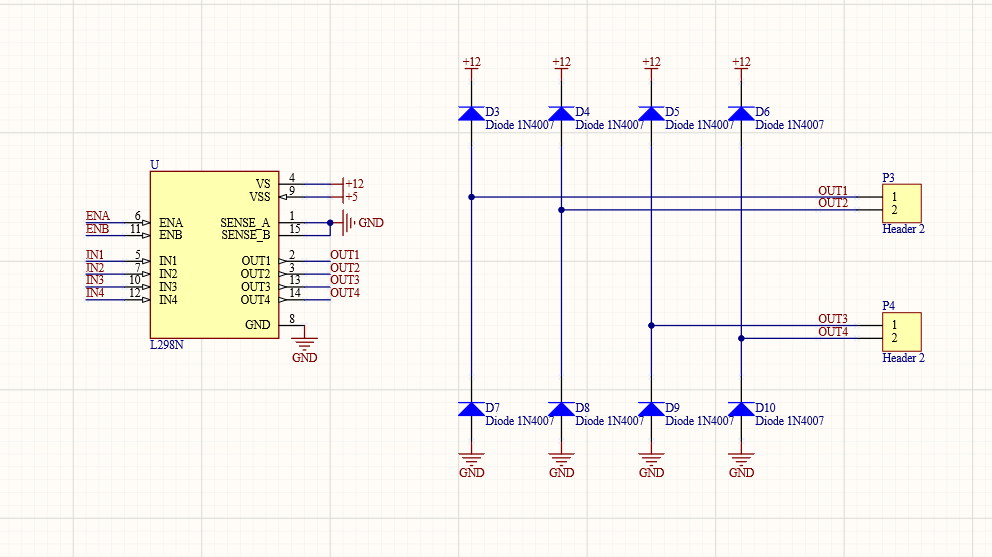 U
VS 4 +12
VSS 9 +5
ENA 6 ENA SENSE_A 1 GND
ENB 11 ENB SENSE_B 15
IN1 5 IN1 OUT1 2 OUT1
IN2 7 IN2 OUT2 3 OUT2
IN3 10 IN3 OUT3 13 OUT3
IN4 12 IN4 OUT4 14 OUT4
GND 8
L298N
GND
+12 +12 +12 +12
D3 D4 D5 D6
Diode 1N4007 Diode 1N4007 Diode 1N4007 Diode 1N4007
P3
OUT1 1
OUT2 2
Header 2
P4
OUT3 1
OUT4 2
Header 2
D7 D8 D9 D10
Diode 1N4007 Diode 1N4007 Diode 1N4007 Diode 1N4007
GND GND GND GND